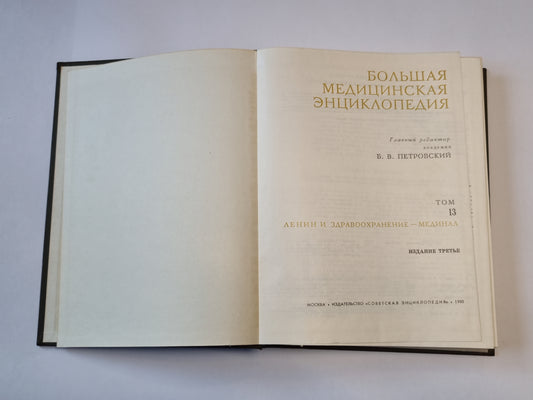 БОЛЬШАЯ
МЕДИЦИНСКАЯ
ЭНЦИКЛОПЕДИЯ
Главный редактор
академик
Б. В. ПЕТРОВСКИЙ
ТОМ
13
ЛЕНИН И ЗДРАВООХРАНЕНИЕ — МЕДИНАЛ
ИЗДАНИЕ ТРЕТЬЕ
МОСКВА • ИЗДАТЕЛЬСТВО «СОВЕТСКАЯ ЭНЦИКЛОПЕДИЯ» • 1980